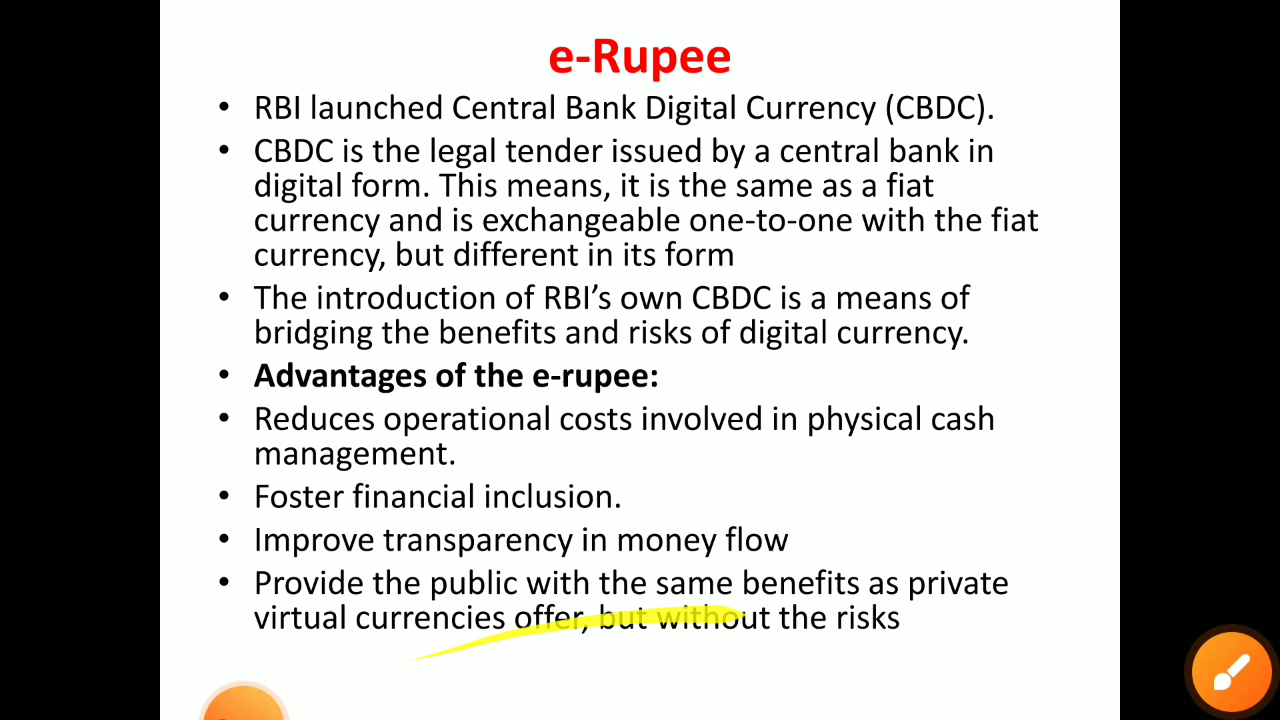 e-Rupee
• RBI launched Central Bank Digital Currency (CBDC).
• CBDC is the legal tender issued by a central bank in
digital form. This means, it is the same as a fiat
currency and is exchangeable one-to-one with the fiat
currency, but different in its form
• The introduction of RBI’s own CBDC is a means of
bridging the benefits and risks of digital currency.
• Advantages of the e-rupee:
• Reduces operational costs involved in physical cash
management.
• Foster financial inclusion.
• Improve transparency in money flow
• Provide the public with the same benefits as private
virtual currencies offer, but without the risks